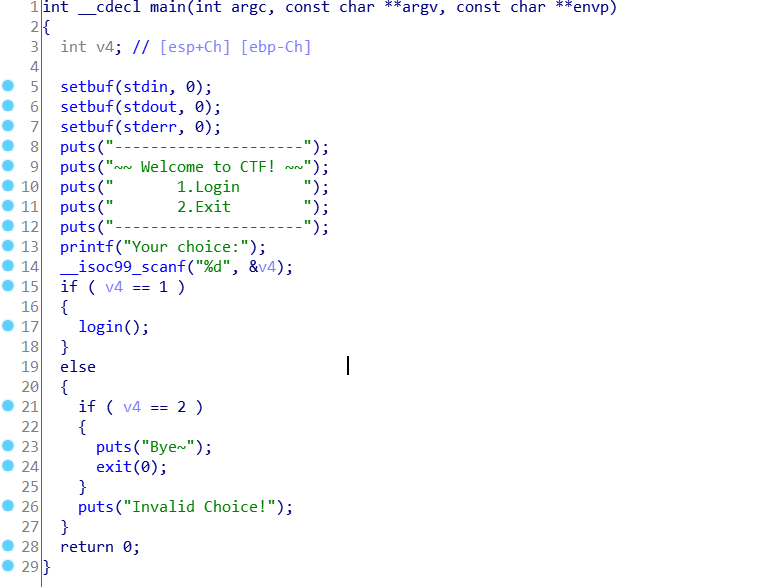 1 int __cdecl main(int argc, const char **argv, const char **envp)
2 {
3   int v4; // [esp+Ch] [ebp-Ch]
4
5   setbuf(stdin, 0);
6   setbuf(stdout, 0);
7   setbuf(stderr, 0);
8   puts("---------------------");
9   puts("~~ Welcome to CTF! ~~");
10   puts("       1.Login       ");
11   puts("       2.Exit        ");
12   puts("---------------------");
13   printf("Your choice:");
14   __isoc99_scanf("%d", &v4);
15   if ( v4 == 1 )
16   {
17     login();
18   }
19   else
20   {
21     if ( v4 == 2 )
22     {
23       puts("Bye~");
24       exit(0);
25     }
26     puts("Invalid Choice!");
27   }
28   return 0;
29 }